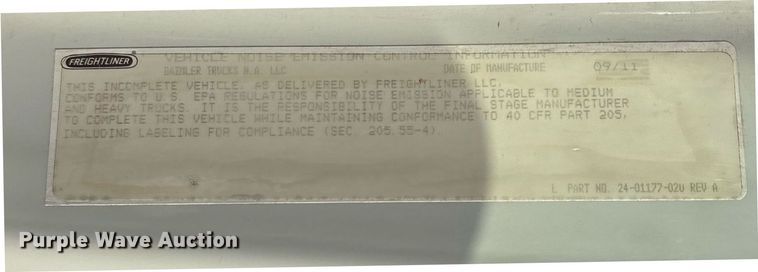 FREIGHTLINER
VEHICLE NOISE EMISSION CONTROL INFORMATION
DAIMLER TRUCKS N.A. LLC DATE OF MANUFACTURE 09/11
THIS INCOMPLETE VEHICLE, AS DELIVERED BY FREIGHTLINER LLC,
CONFORMS TO U.S. EPA REGULATIONS FOR NOISE EMISSION APPLICABLE TO MEDIUM
AND HEAVY TRUCKS. IT IS THE RESPONSIBILITY OF THE FINAL STAGE MANUFACTURER
TO COMPLETE THIS VEHICLE WHILE MAINTAINING CONFORMANCE TO 40 CFR PART 205,
INCLUDING LABELING FOR COMPLIANCE (SEC. 205.55-4).
L PART NO. 24-01177-020 REV A
Purple Wave Auction